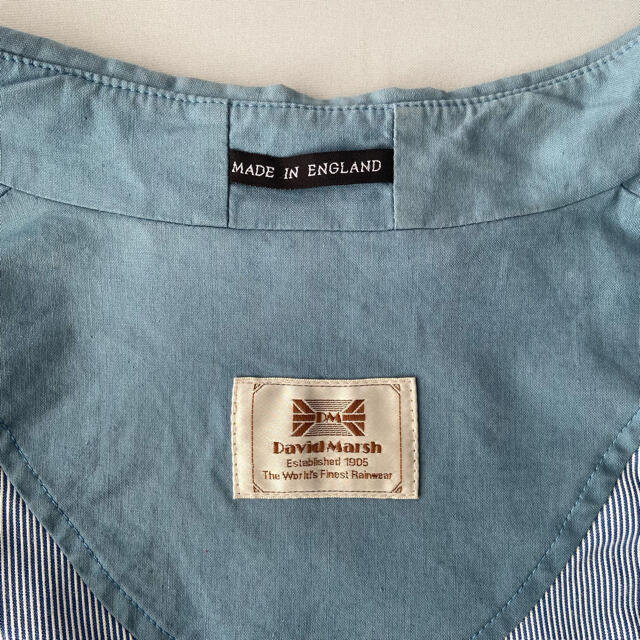 MADE IN ENGLAND
DM
David Marsh
Established 1905
The World's Finest Rainwear